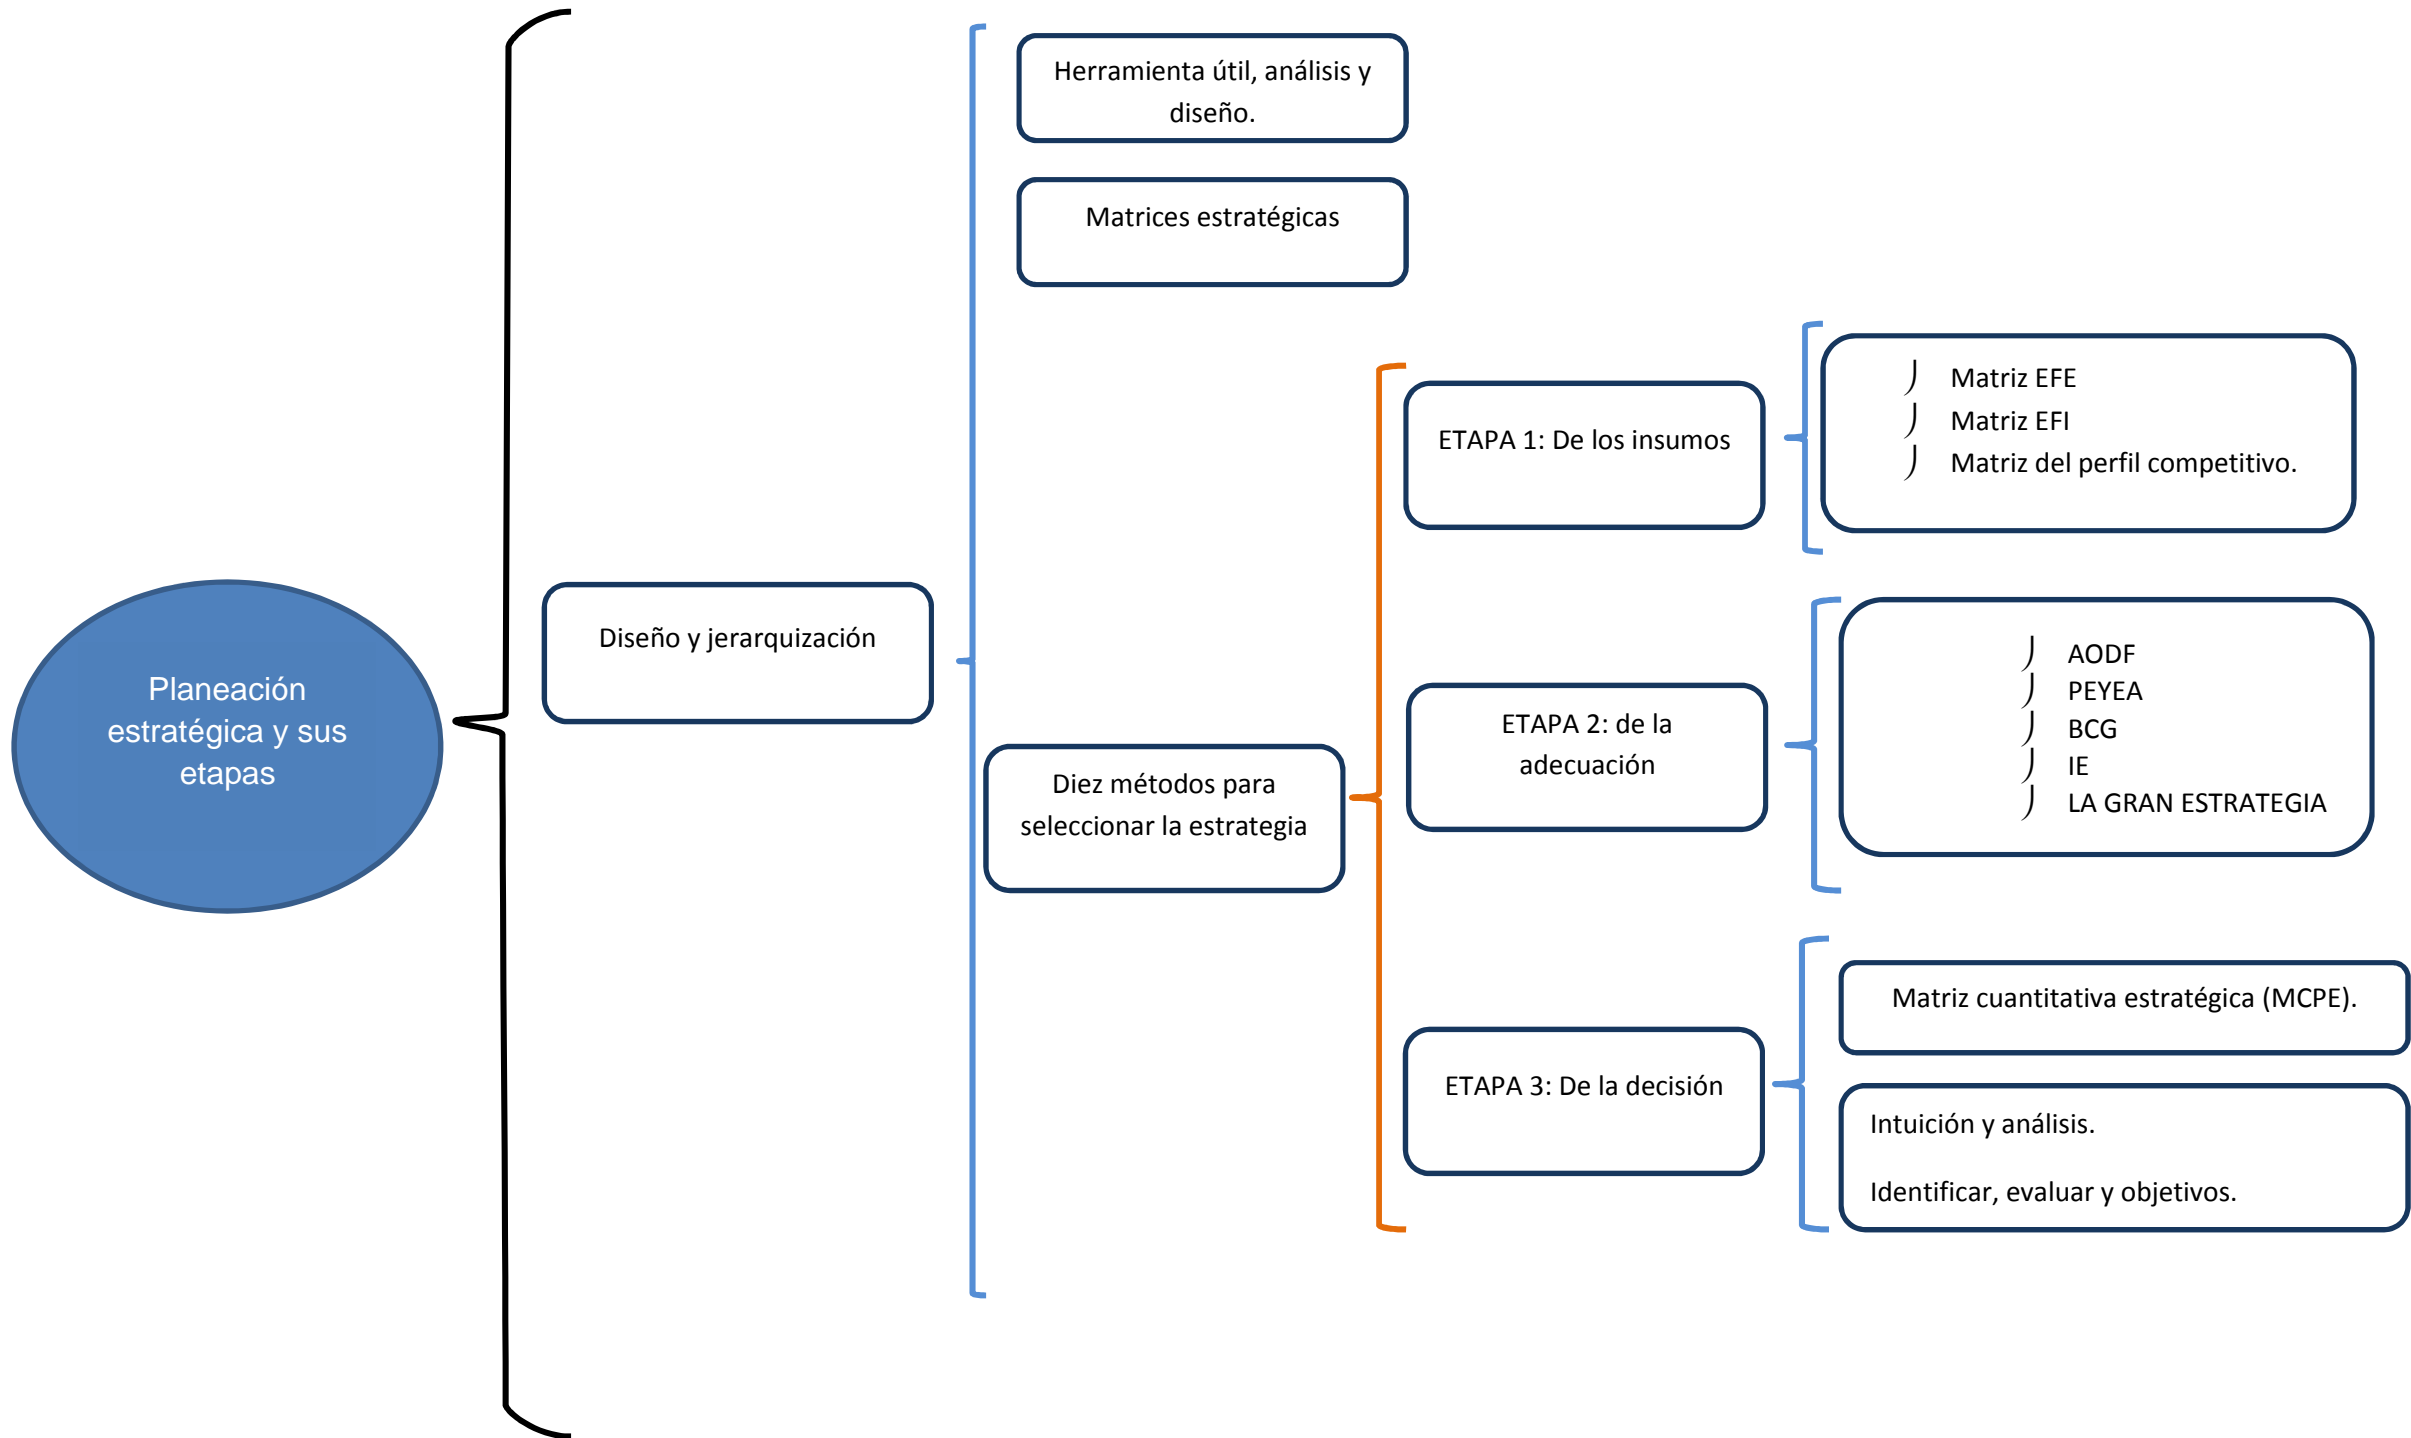 Planeación
estratégica y sus
etapas
Diseño y jerarquización
Herramienta útil, análisis y
diseño.
Matrices estratégicas
Diez métodos para
seleccionar la estrategia
ETAPA 1: De los insumos
Matriz EFE
Matriz EFI
Matriz del perfil competitivo.
ETAPA 2: de la
adecuación
AODF
PEYEA
BCG
IE
LA GRAN ESTRATEGIA
ETAPA 3: De la decisión
Matriz cuantitativa estratégica (MCPE).
Intuición y análisis.
Identificar, evaluar y objetivos.